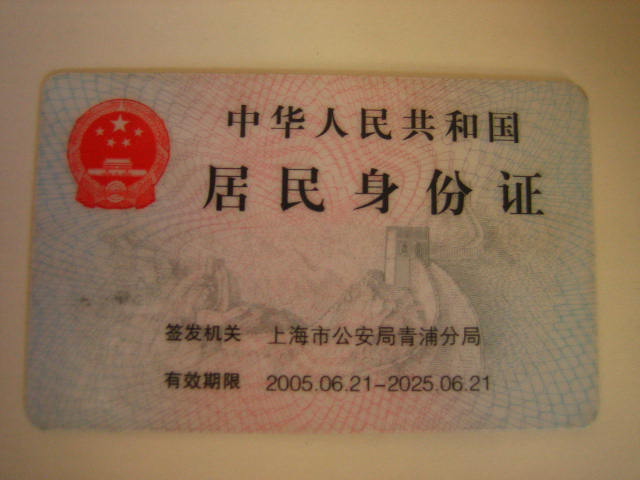 中华人民共和国
居民身份证
签发机关 上海市公安局青浦分局
有效期限 2005.06.21-2025.06.21